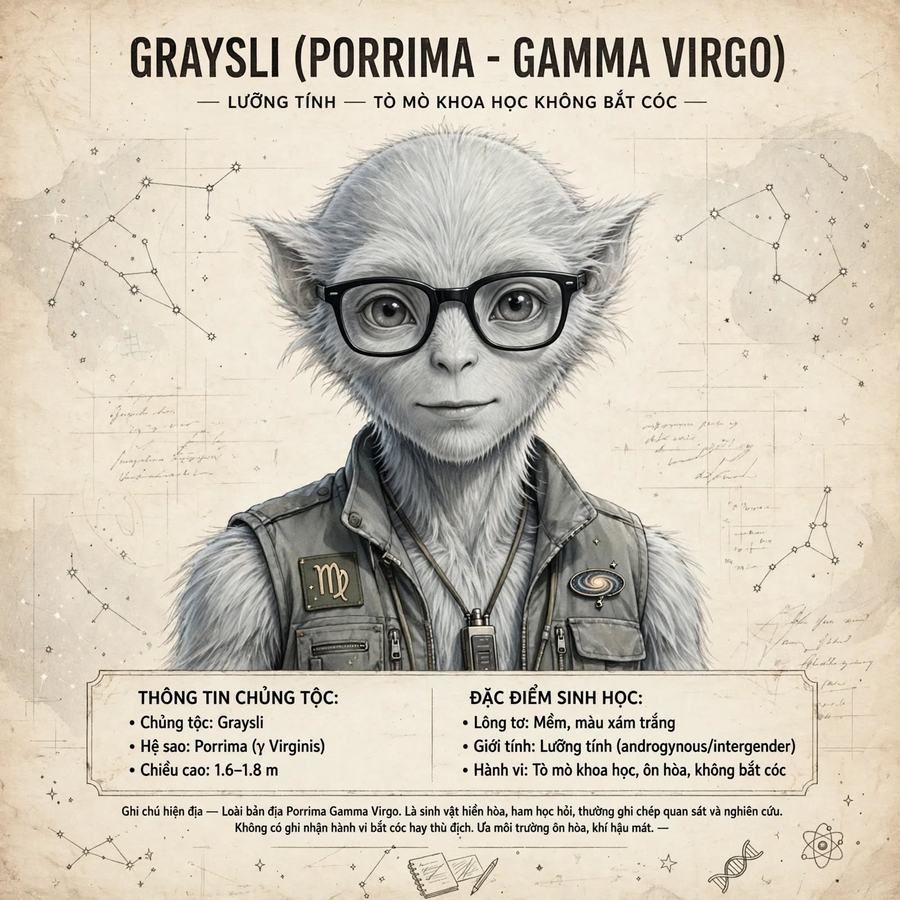 GRAYSLI (PORRIMA - GAMMA VIRGO)
— LƯỠNG TÍNH — TÒ MÒ KHOA HỌC KHÔNG BẮT CÓC —
THÔNG TIN CHỦNG TỘC:
• Chủng tộc: Graysli
• Hệ sao: Porrima (γ Virginis)
• Chiều cao: 1.6–1.8 m
ĐẶC ĐIỂM SINH HỌC:
• Lông tơ: Mềm, màu xám trắng
• Giới tính: Lưỡng tính (androgynous/intergender)
• Hành vi: Tò mò khoa học, ôn hòa, không bắt cóc
Ghi chú hiện địa — Loài bản địa Porrima Gamma Virgo. Là sinh vật hiền hòa, ham học hỏi, thường ghi chép quan sát và nghiên cứu.
Không có ghi nhận hành vi bắt cóc hay thù địch. Ưa môi trường ôn hòa, khí hậu mát. —